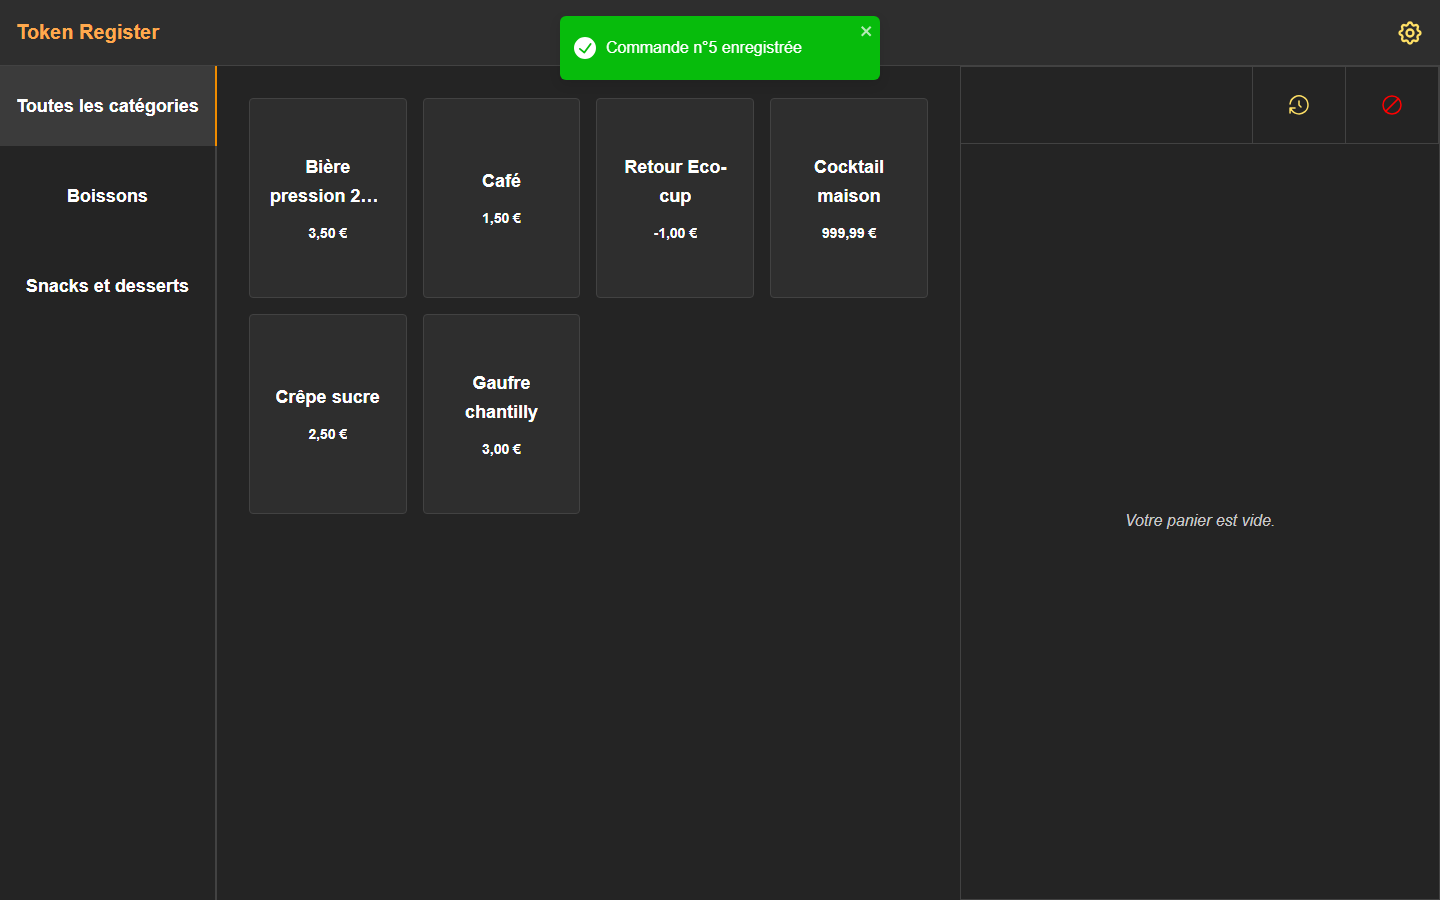 Token Register
Commande n°5 enregistrée
Toutes les catégories
Boissons
Snacks et desserts
Bière
pression 2…
3,50 €
Café
1,50 €
Retour Eco-
cup
-1,00 €
Cocktail
maison
999,99 €
Crêpe sucre
2,50 €
Gaufre
chantilly
3,00 €
Votre panier est vide.